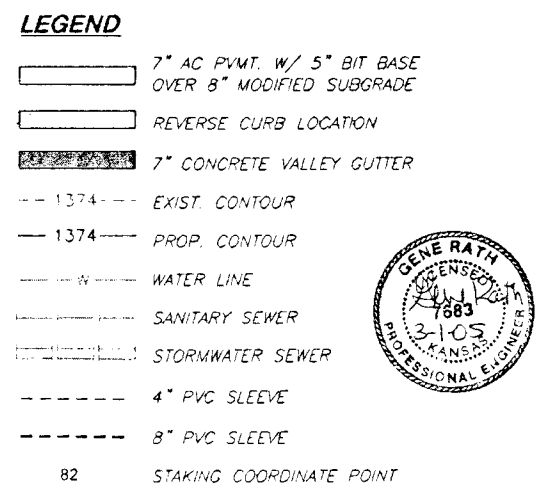 LEGEND
7" AC PVMT. W/ 5" BIT BASE
OVER 8" MODIFIED SUBGRADE
REVERSE CURB LOCATION
7" CONCRETE VALLEY GUTTER
1374 EXIST. CONTOUR
1374 PROP. CONTOUR
W WATER LINE
SANITARY SEWER
STORMWATER SEWER
4" PVC SLEEVE
8" PVC SLEEVE
82 STAKING COORDINATE POINT
GENE RATH
LICENSED
7683
3-1-05
KANSAS
PROFESSIONAL ENGINEER